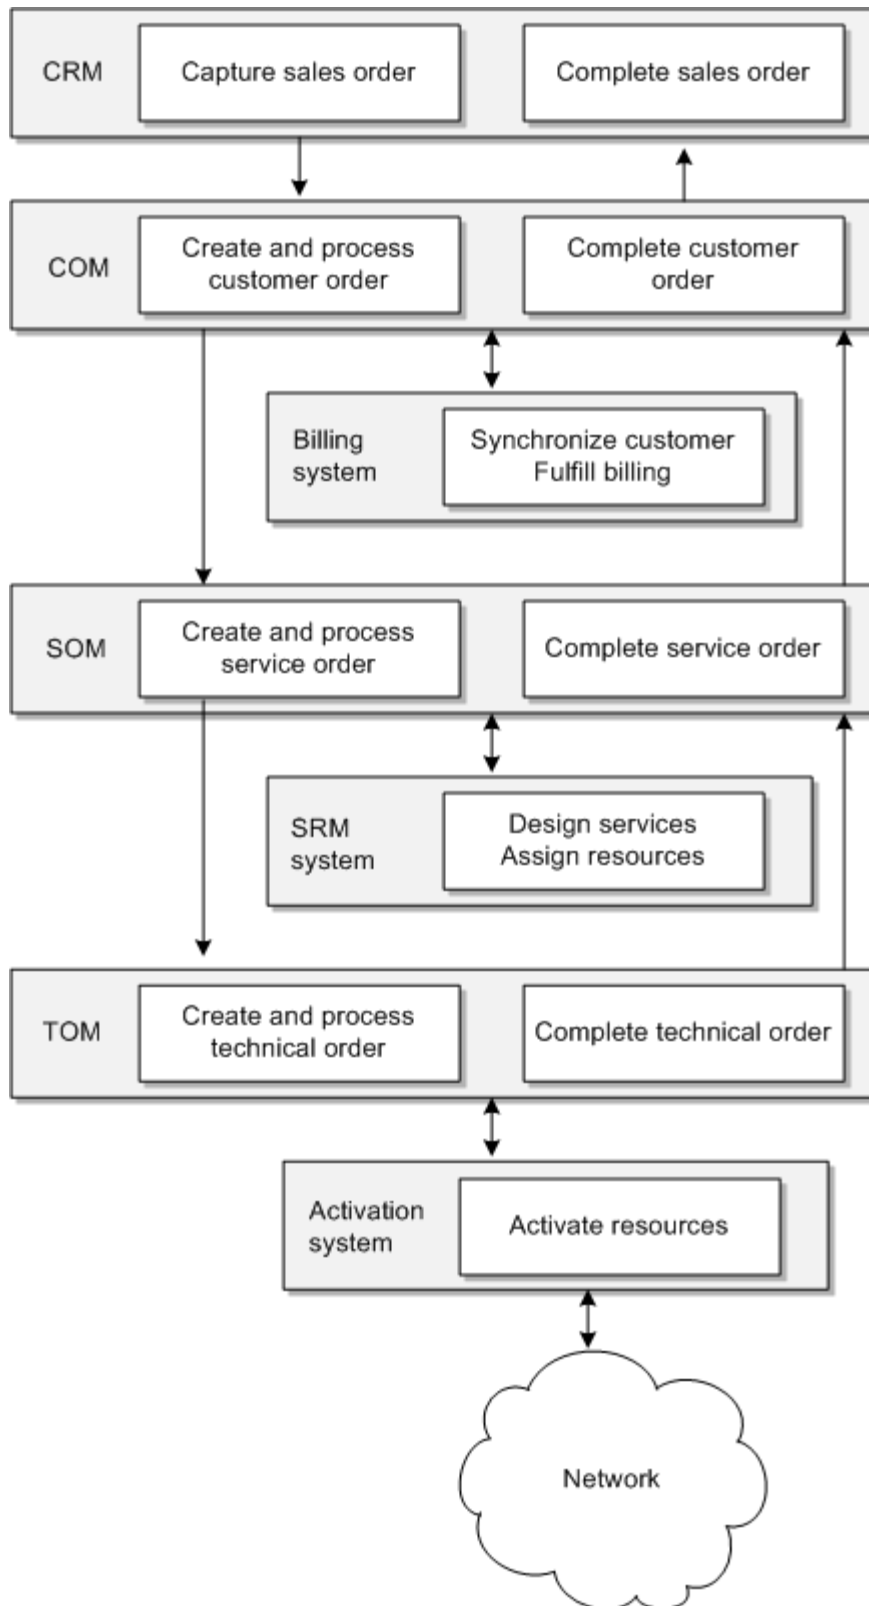 CRM
Capture sales order
Complete sales order
COM
Create and process
customer order
Complete customer
order
Billing
system
Synchronize customer
Fulfill billing
SOM
Create and process
service order
Complete service order
SRM
system
Design services
Assign resources
TOM
Create and process
technical order
Complete technical order
Activation
system
Activate resources
Network